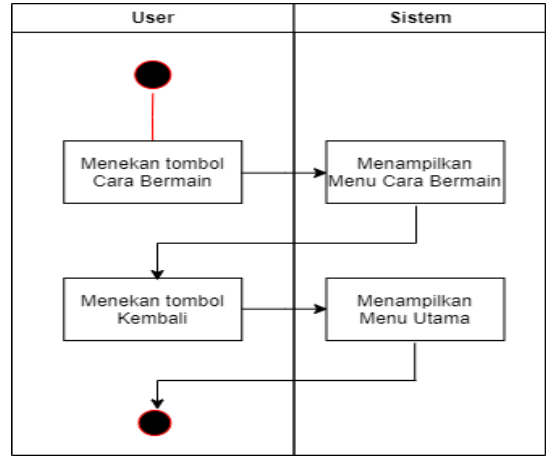 User
Sistem
Menekan tombol
Cara Bermain
Menampilkan
Menu Cara Bermain
Menekan tombol
Kembali
Menampilkan
Menu Utama